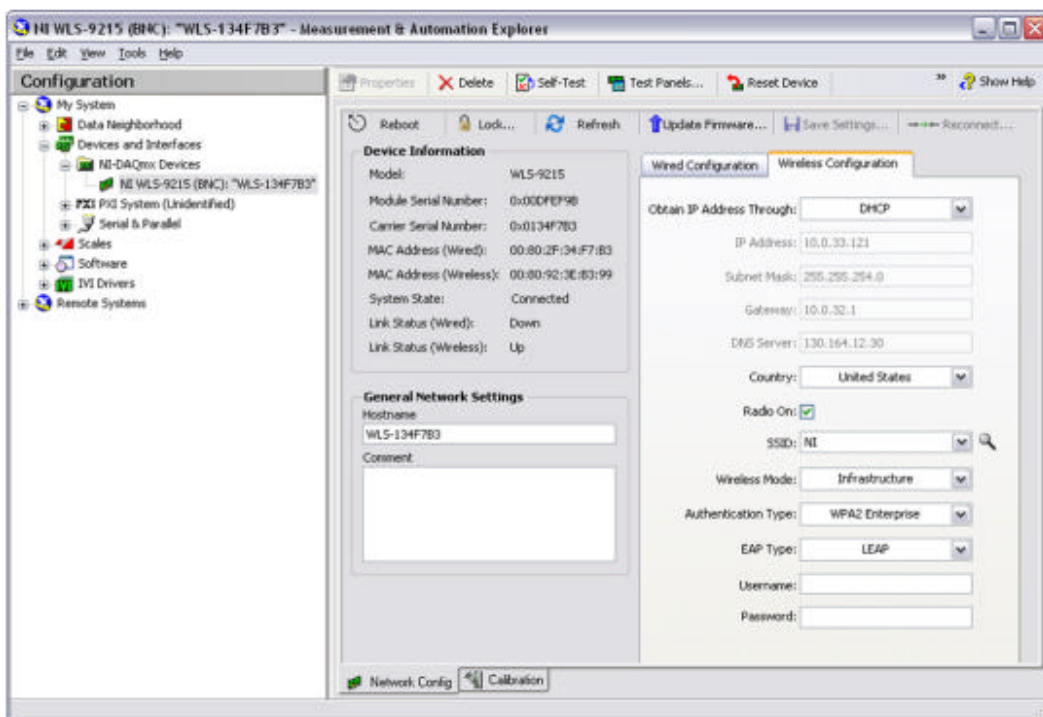 NI WLS-9215 (BNC): "WLS-134F7B3" - Measurement & Automation Explorer
File Edit View Tools Help
Configuration
My System
Data Neighborhood
Devices and Interfaces
NI-DAQmx Devices
NI WLS-9215 (BNC): "WLS-134F7B3"
PXI PXI System (Unidentified)
Serial & Parallel
Scales
Software
IVI Drivers
Remote Systems
Properties Delete Self-Test Test Panels... Reset Device » Show Help
Reboot Lock... Refresh Update Firmware... Save Settings... Reconnect...
Device Information
Model: WLS-9215
Module Serial Number: 0x00DFEF9B
Carrier Serial Number: 0x0134F7B3
MAC Address (Wired): 00:80:2F:34:F7:B3
MAC Address (Wireless): 00:80:92:3E:83:99
System State: Connected
Link Status (Wired): Down
Link Status (Wireless): Up
General Network Settings
Hostname
WLS-134F7B3
Comment
Wired Configuration Wireless Configuration
Obtain IP Address Through: DHCP
IP Address: 10.0.33.121
Subnet Mask: 255.255.254.0
Gateway: 10.0.32.1
DNS Server: 130.164.12.30
Country: United States
Radio On:
SSID: NI
Wireless Mode: Infrastructure
Authentication Type: WPA2 Enterprise
EAP Type: LEAP
Username:
Password:
Network Config Calibration